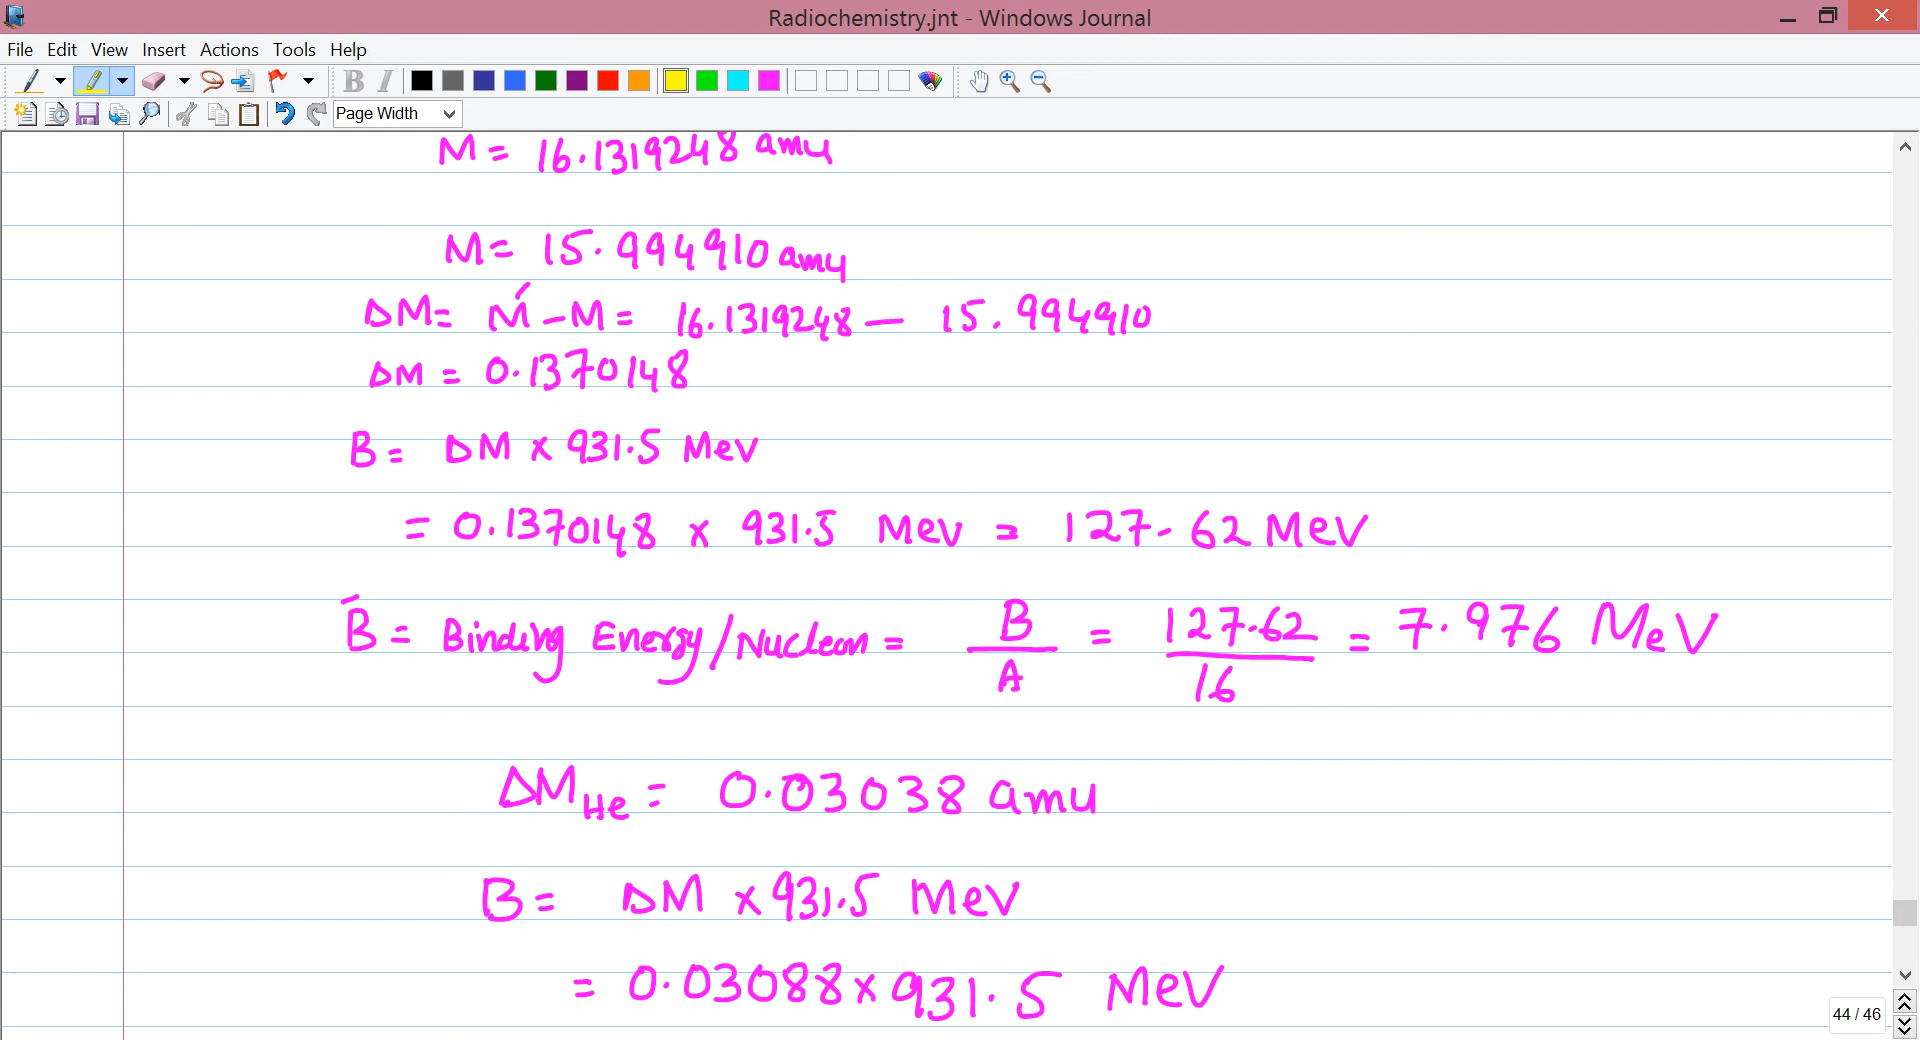 Radiochemistry.jnt - Windows Journal
File Edit View Insert Actions Tools Help
B I
Page Width
M = 16.1319248 amu
M = 15.994910 amu
ΔM = M´ - M = 16.1319248 - 15.994910
ΔM = 0.1370148
B = ΔM × 931.5 MeV
= 0.1370148 × 931.5 MeV = 127.62 MeV
B̄ = Binding Energy/Nucleon = B/A = 127.62/16 = 7.976 MeV
ΔM He = 0.03038 amu
B = ΔM × 931.5 MeV
= 0.03088 × 931.5 MeV
44 / 46